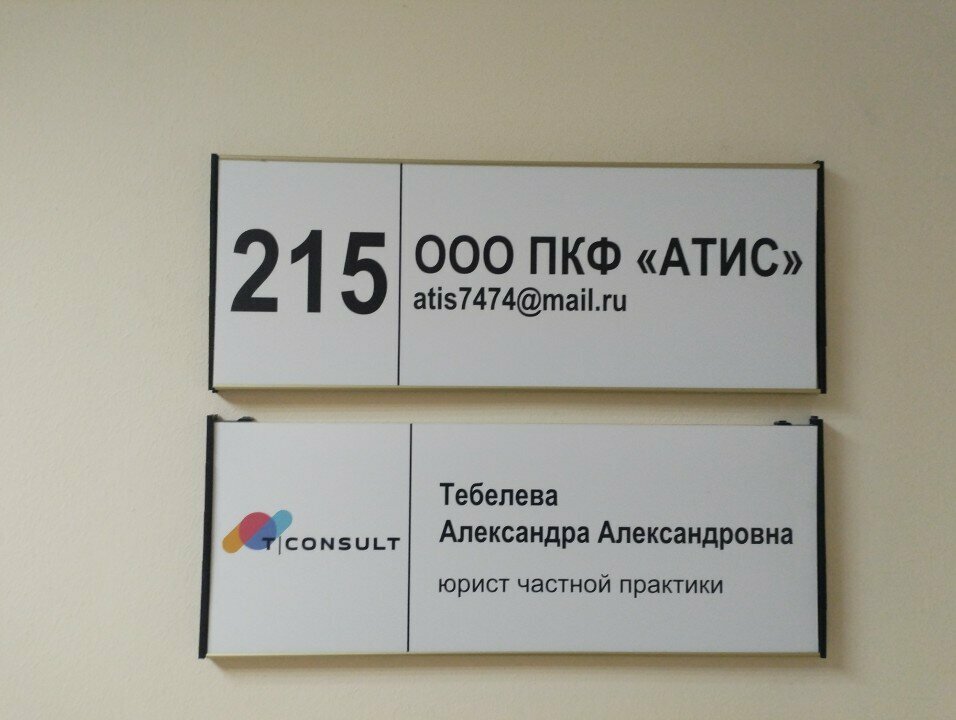 215
ООО ПКФ «АТИС»
atis7474@mail.ru
T|CONSULT
Тебелева
Александра Александровна
юрист частной практики